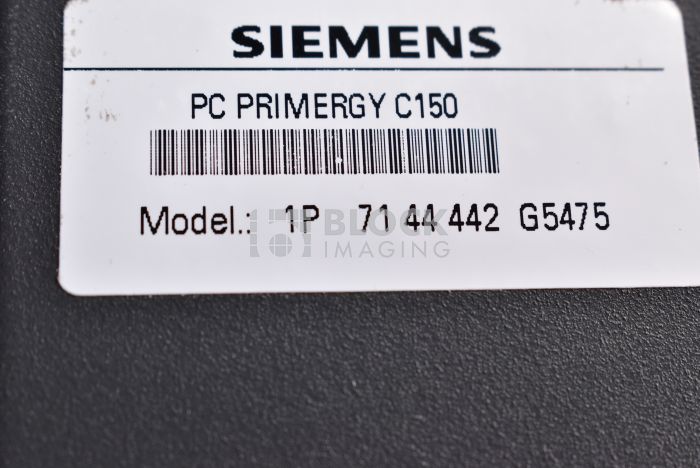 SIEMENS
PC PRIMERGY C150
Model.: 1P 71 44 442 G5475
BLOCK
IMAGING